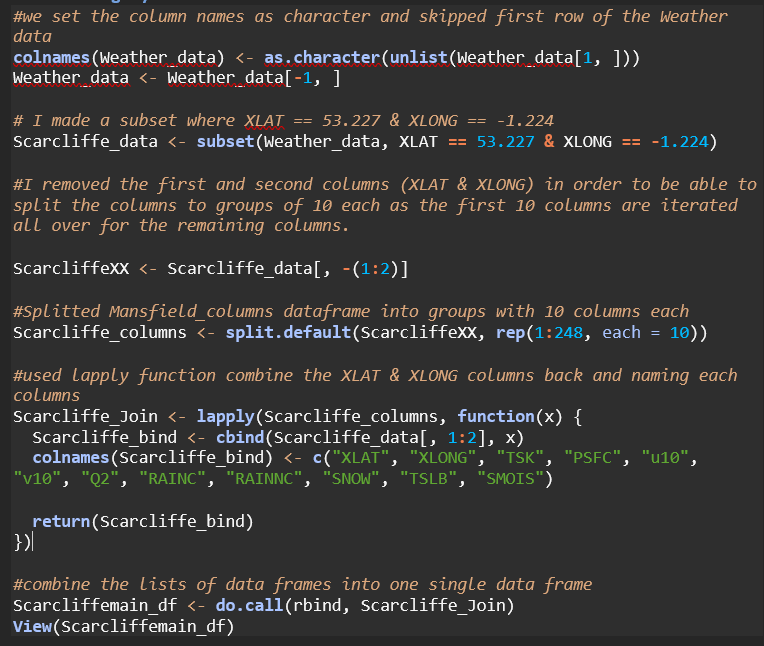 #we set the column names as character and skipped first row of the Weather
data
colnames(Weather_data) <- as.character(unlist(Weather_data[1, ]))
Weather_data <- Weather_data[-1, ]
# I made a subset where XLAT == 53.227 & XLONG == -1.224
Scarcliffe_data <- subset(Weather_data, XLAT == 53.227 & XLONG == -1.224)
#I removed the first and second columns (XLAT & XLONG) in order to be able to
split the columns to groups of 10 each as the first 10 columns are iterated
all over for the remaining columns.
ScarcliffeXX <- Scarcliffe_data[, -(1:2)]
#Splitted Mansfield_columns dataframe into groups with 10 columns each
Scarcliffe_columns <- split.default(ScarcliffeXX, rep(1:248, each = 10))
#used lapply function combine the XLAT & XLONG columns back and naming each
columns
Scarcliffe_Join <- lapply(Scarcliffe_columns, function(x) {
  Scarcliffe_bind <- cbind(Scarcliffe_data[, 1:2], x)
  colnames(Scarcliffe_bind) <- c("XLAT", "XLONG", "TSK", "PSFC", "u10",
"v10", "Q2", "RAINC", "RAINNC", "SNOW", "TSLB", "SMOIS")
  return(Scarcliffe_bind)
})
#combine the lists of data frames into one single data frame
Scarcliffemain_df <- do.call(rbind, Scarcliffe_Join)
View(Scarcliffemain_df)